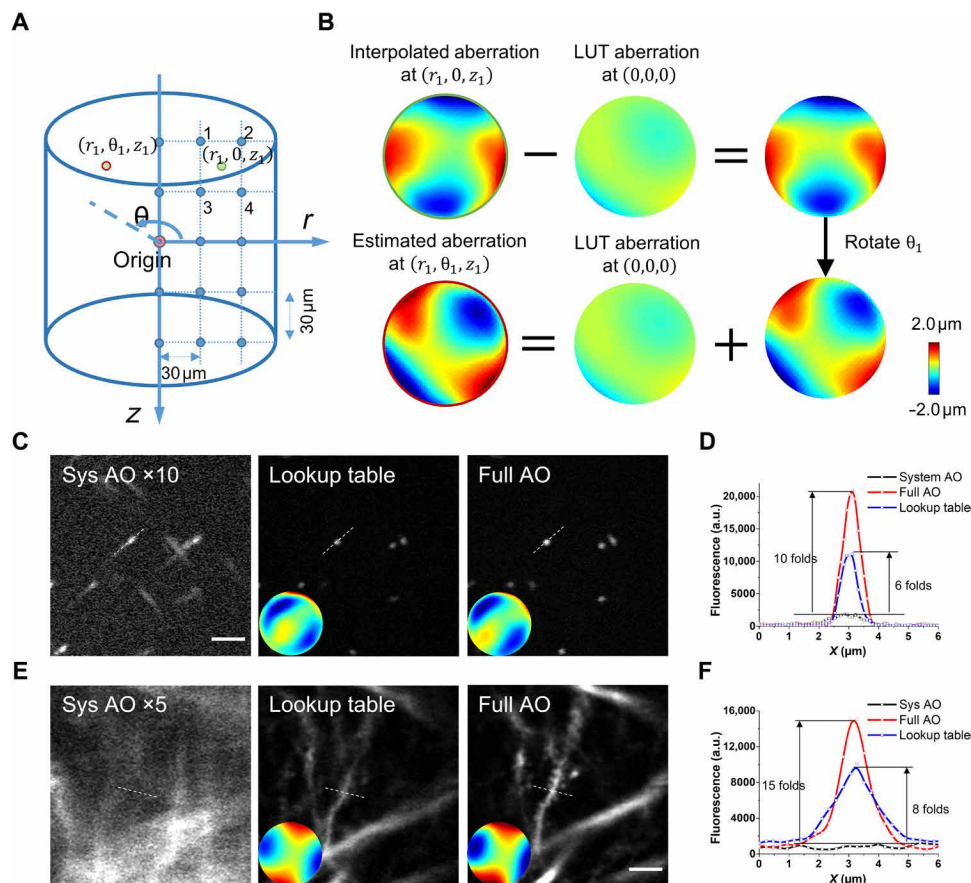 A
1
2
(r₁, θ₁, z₁)
(r₁, 0, z₁)
θ
3
4
r
Origin
30 μm
30 μm
z
B
Interpolated aberration
at (r₁, 0, z₁)
LUT aberration
at (0,0,0)
−
=
Rotate θ₁
Estimated aberration
at (r₁, θ₁, z₁)
LUT aberration
at (0,0,0)
=
+
2.0 μm
−2.0 μm
C
Sys AO ×10
Lookup table
Full AO
D
System AO
Full AO
Lookup table
Fluorescence (a.u.)
20,000
15,000
10,000
5000
0
10 folds
6 folds
0 1 2 3 4 5 6
X (μm)
E
Sys AO ×5
Lookup table
Full AO
F
Sys AO
Full AO
Lookup table
Fluorescence (a.u.)
16,000
12,000
8000
4000
0
15 folds
8 folds
0 1 2 3 4 5 6
X (μm)